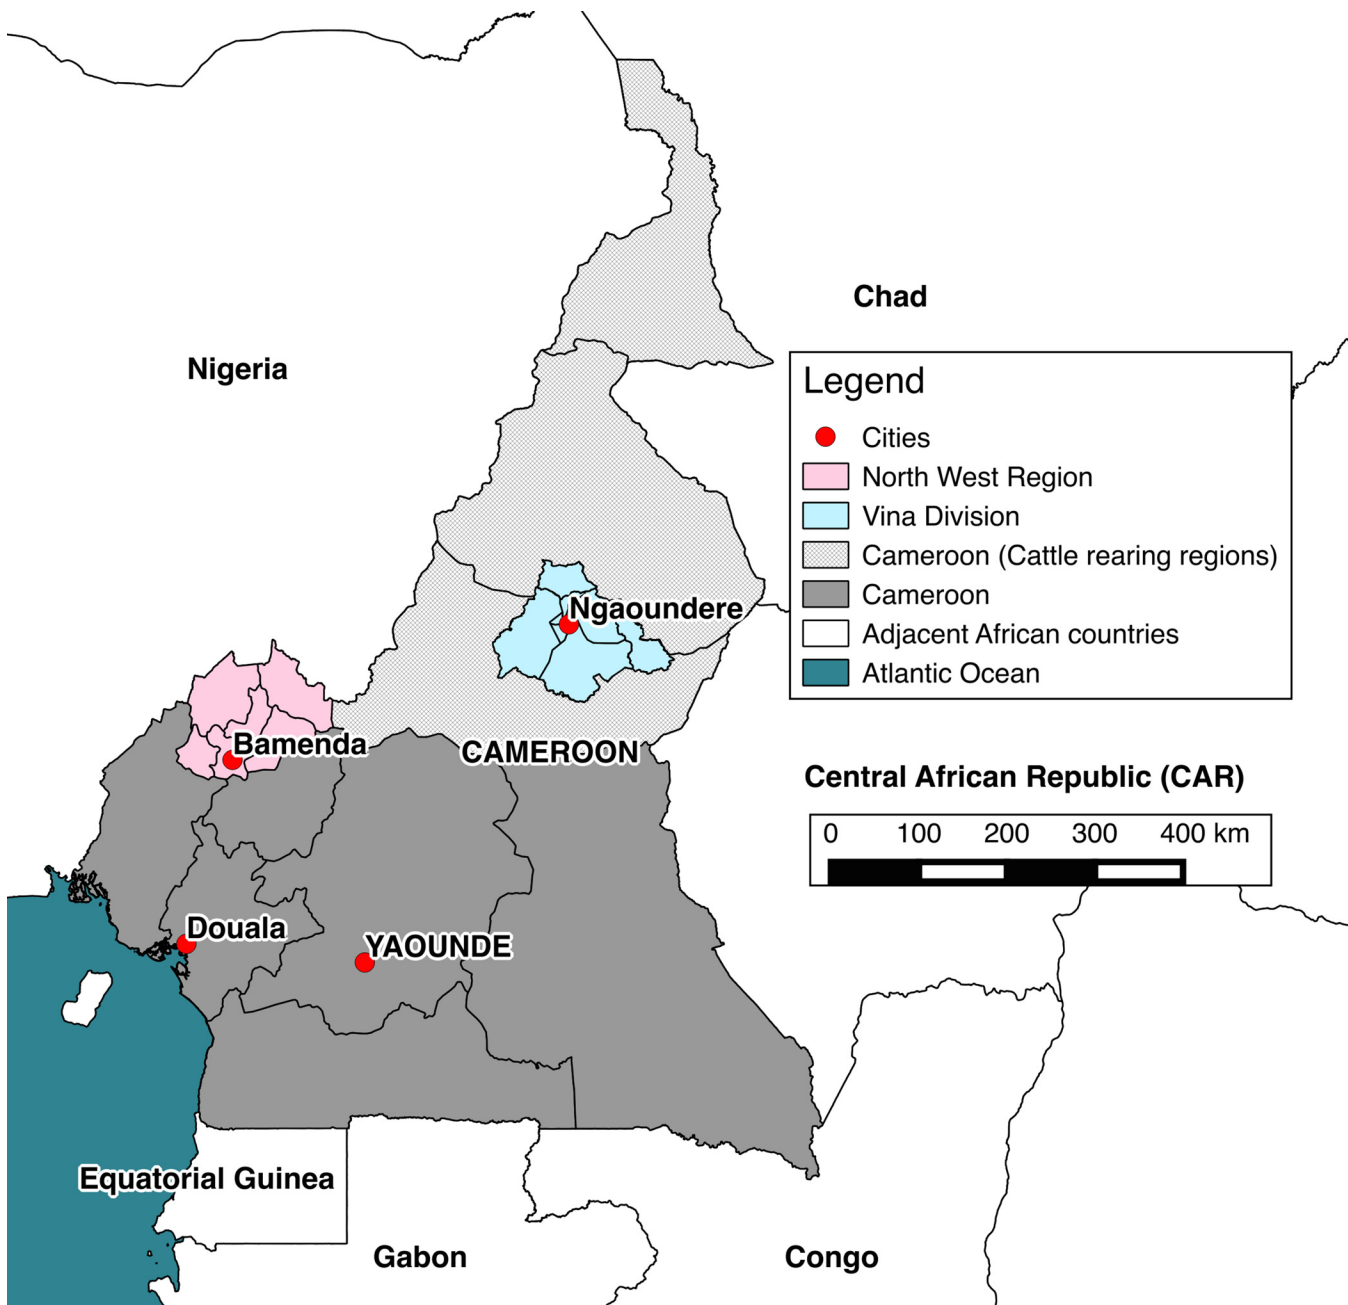 Chad
Nigeria
Legend
Cities
North West Region
Vina Division
Cameroon (Cattle rearing regions)
Cameroon
Adjacent African countries
Atlantic Ocean
Ngaoundere
Bamenda
CAMEROON
Central African Republic (CAR)
0 100 200 300 400 km
Douala
YAOUNDE
Equatorial Guinea
Gabon
Congo